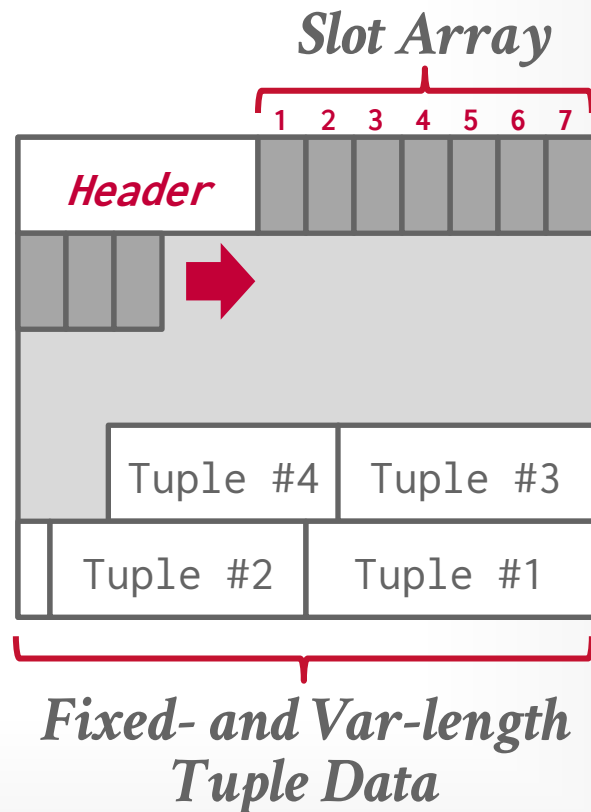 Slot Array
1 2 3 4 5 6 7
Header
Tuple #4 Tuple #3
Tuple #2 Tuple #1
Fixed- and Var-length
Tuple Data